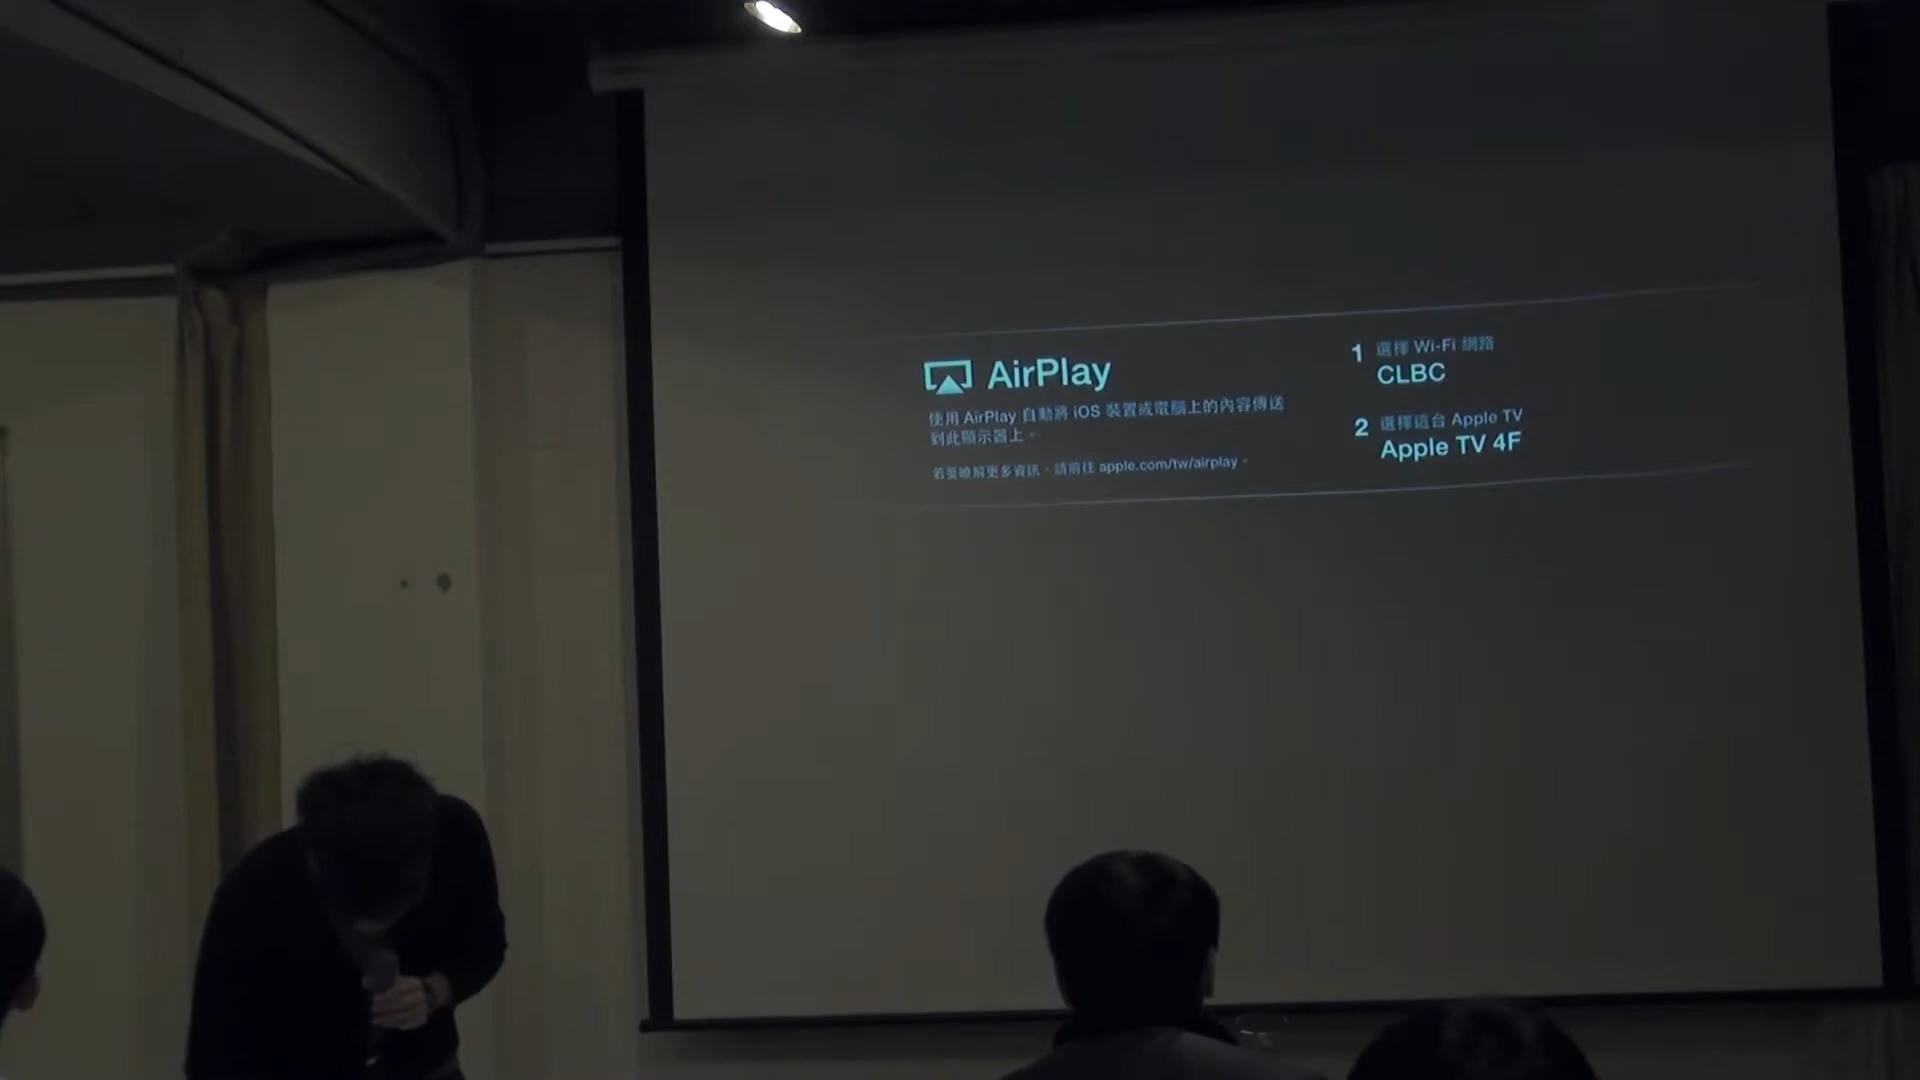 AirPlay
使用 AirPlay 自動將 iOS 裝置或電腦上的內容傳送
到此顯示器上。
若要瞭解更多資訊，請前往 apple.com/tw/airplay。
1 選擇 Wi-Fi 網路
CLBC
2 選擇這台 Apple TV
Apple TV 4F